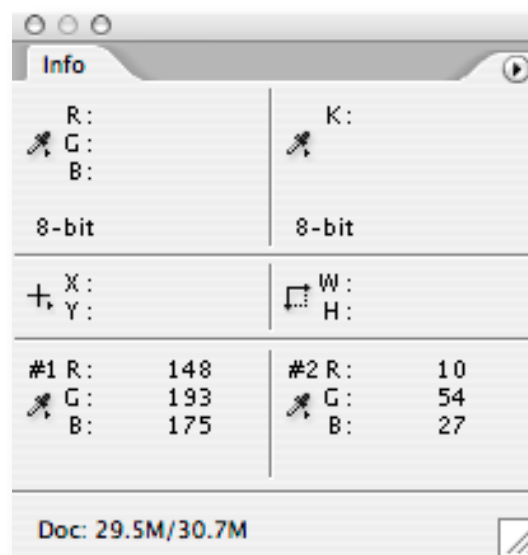 Info
R: K:
G:
B:
8-bit 8-bit
X: W:
Y: H:
#1 R: 148 #2 R: 10
G: 193 G: 54
B: 175 B: 27
Doc: 29.5M/30.7M